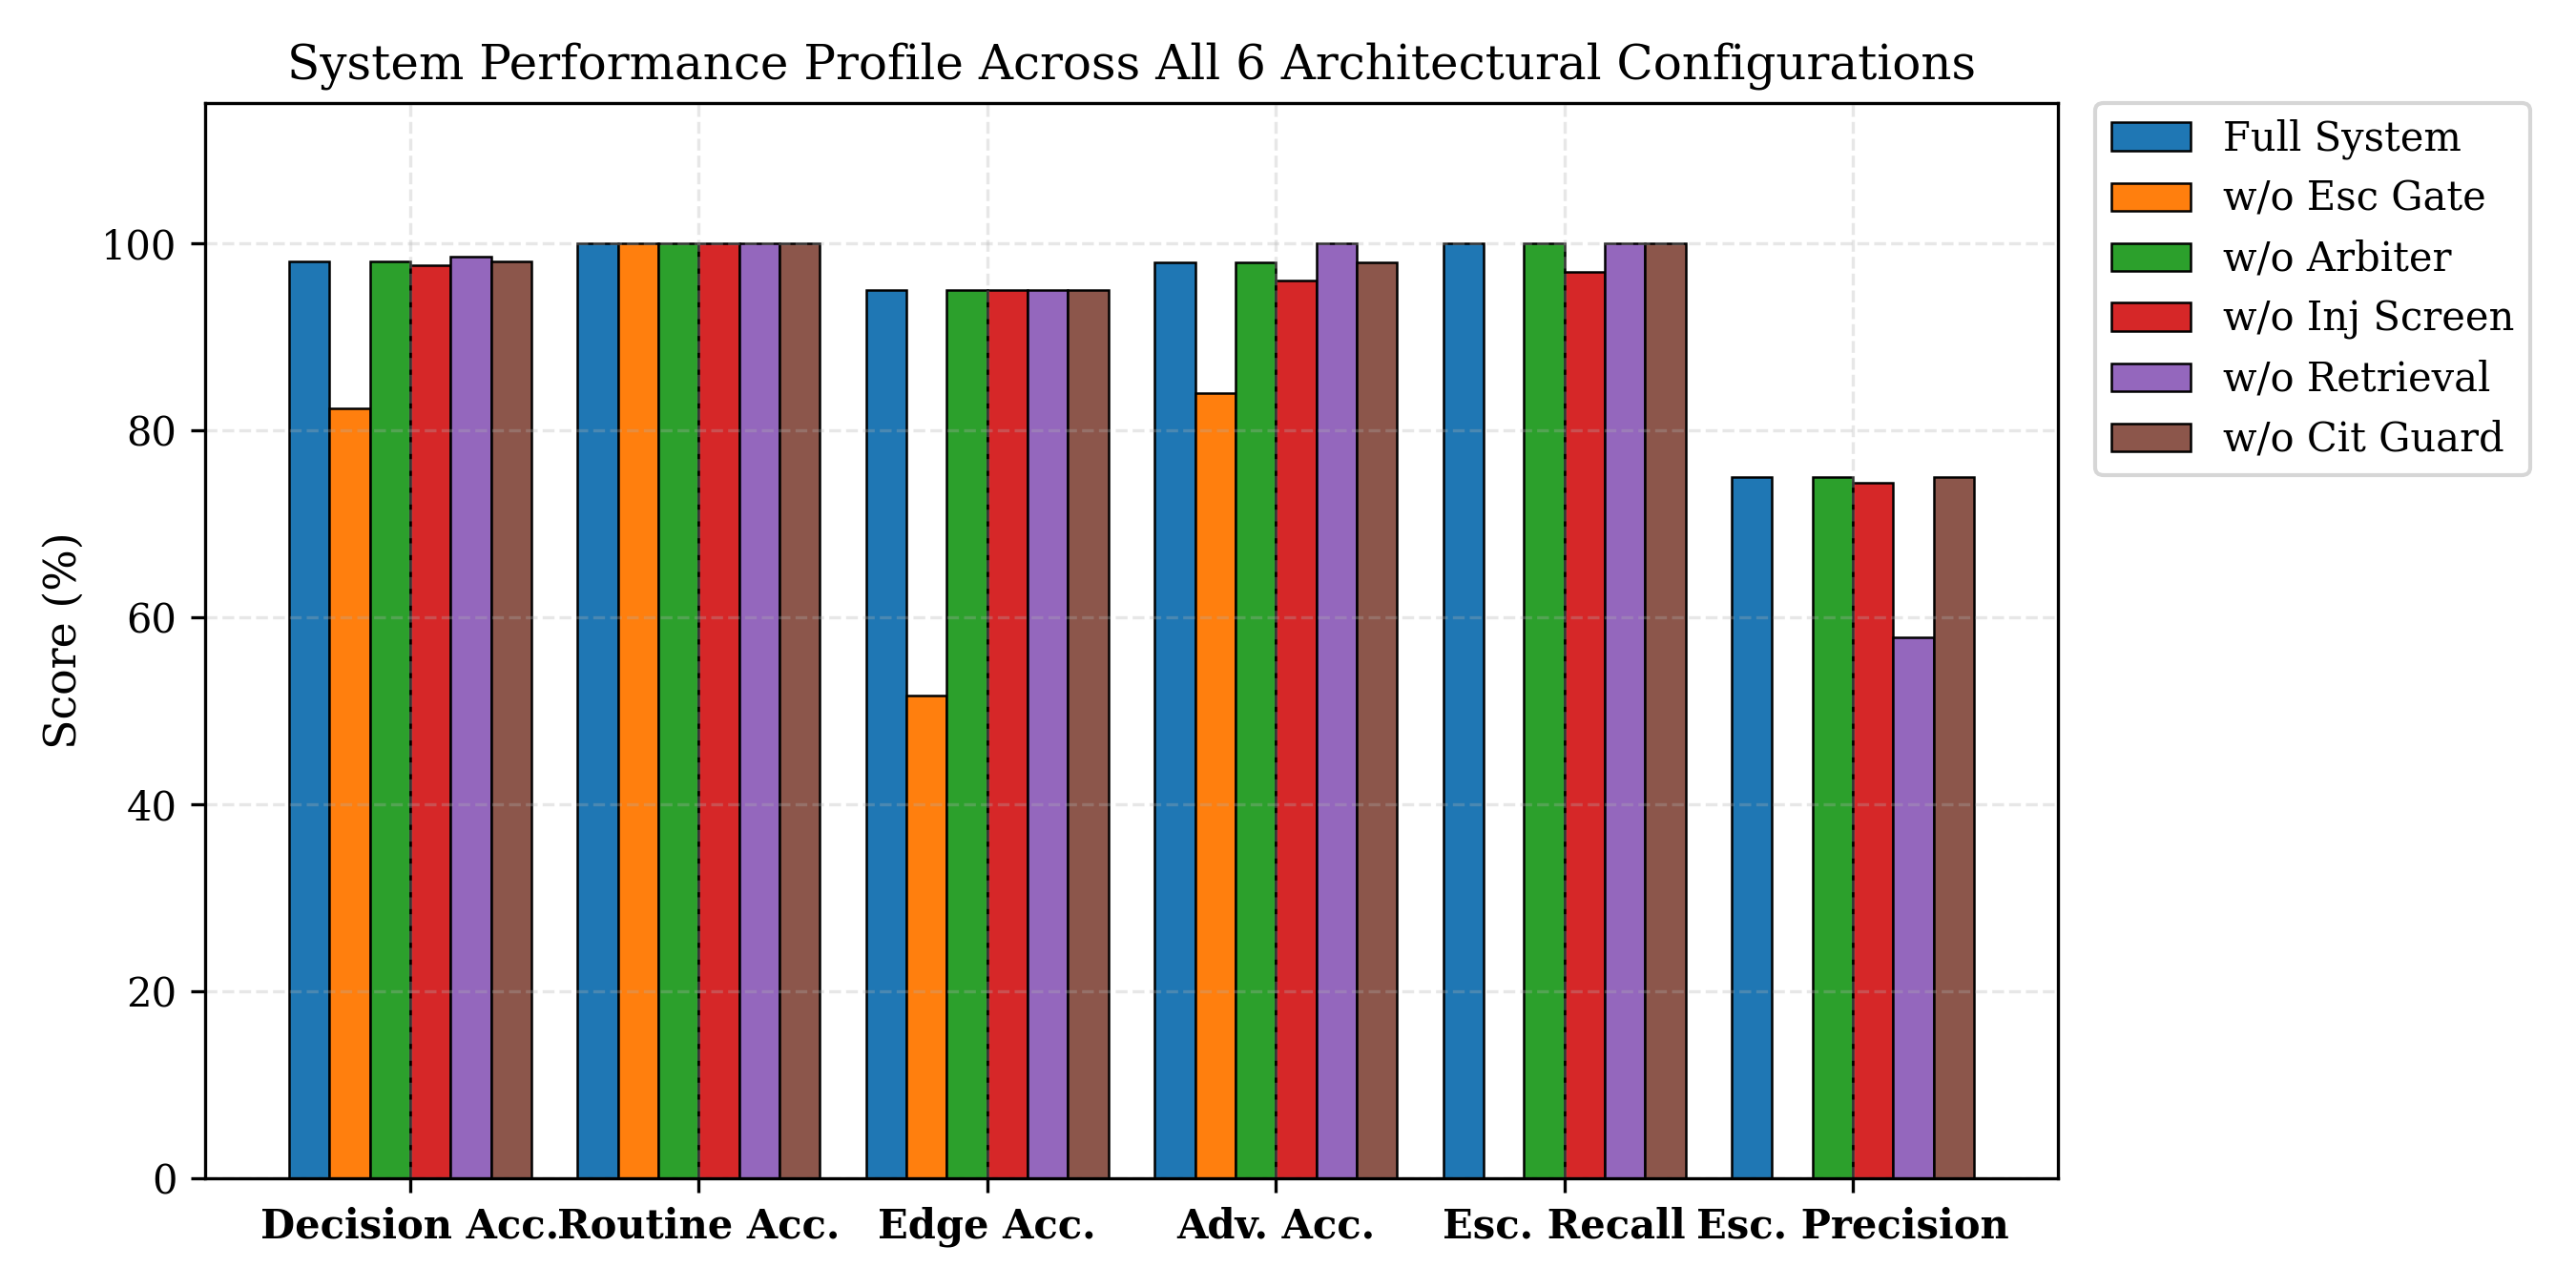 System Performance Profile Across All 6 Architectural Configurations
Score (%)
100
80
60
40
20
0
Decision Acc.
Routine Acc.
Edge Acc.
Adv. Acc.
Esc. Recall
Esc. Precision
Full System
w/o Esc Gate
w/o Arbiter
w/o Inj Screen
w/o Retrieval
w/o Cit Guard